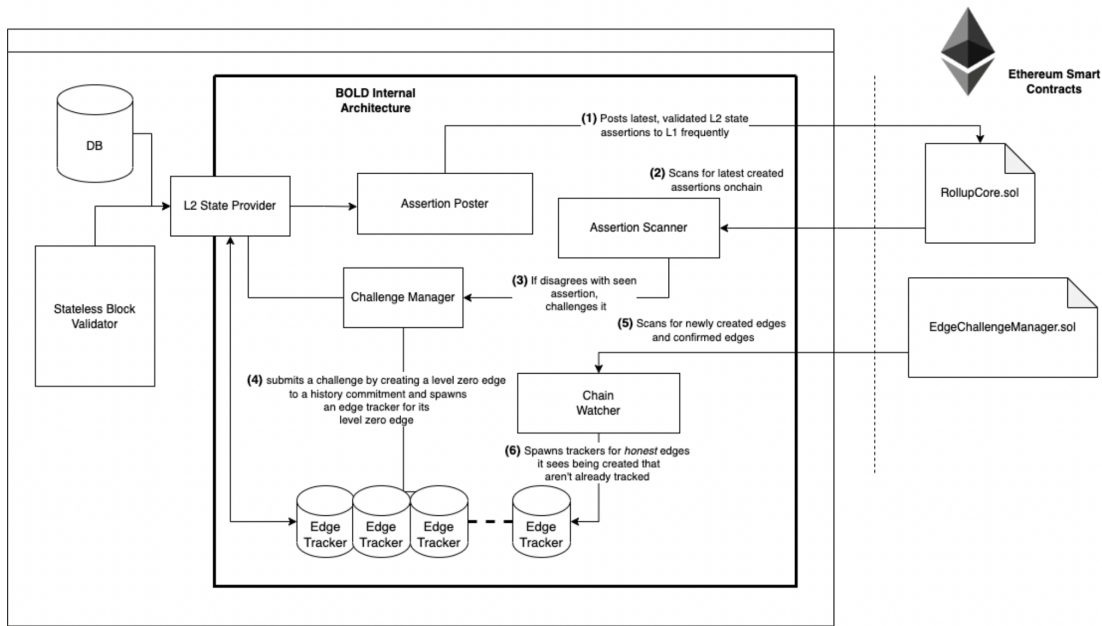 BOLD Internal
Architecture
Ethereum Smart
Contracts
DB
(1) Posts latest, validated L2 state
assertions to L1 frequently
(2) Scans for latest created
assertions onchain
L2 State Provider
Assertion Poster
RollupCore.sol
Assertion Scanner
Stateless Block
Validator
Challenge Manager
(3) If disagrees with seen
assertion,
challenges it
(5) Scans for newly created edges
and confirmed edges
EdgeChallengeManager.sol
(4) submits a challenge by creating a level zero edge
to a history commitment and spawns
an edge tracker for its
level zero edge
Chain
Watcher
(6) Spawns trackers for honest edges
it sees being created that
aren't already tracked
Edge
Tracker
Edge
Tracker
Edge
Tracker
Edge
Tracker